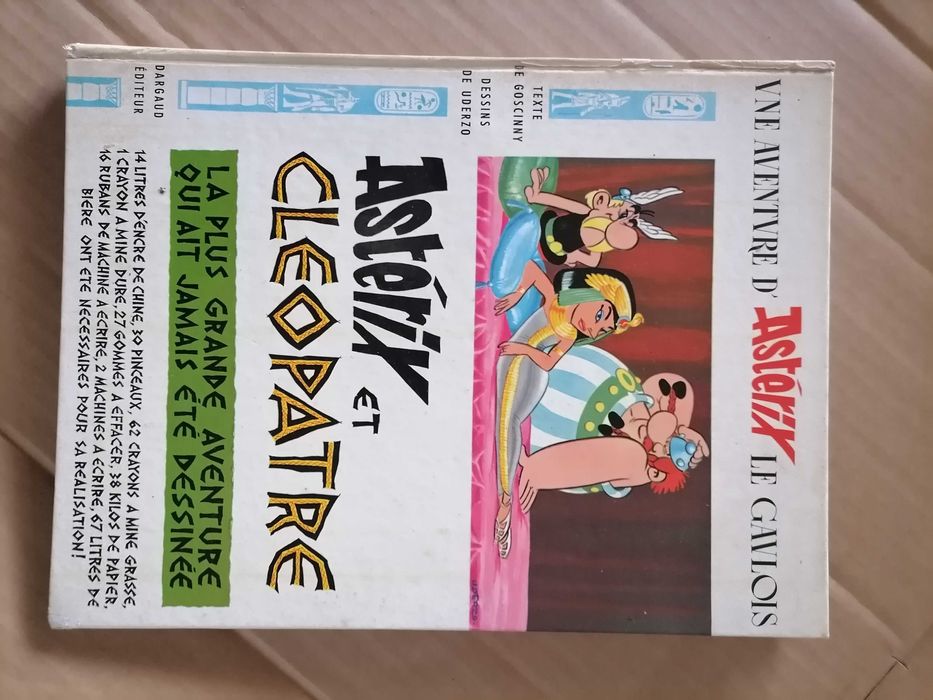 VNE AVENTVRE D'Astérix LE GAVLOIS
TEXTE
DE GOSCINNY
DESSINS
DE UDERZO
DARGAUD
ÉDITEUR
UDERZO
Astérix ET
CLEOPATRE
LA PLUS GRANDE AVENTURE
QUI AIT JAMAIS ÉTÉ DESSINÉE
14 LITRES D'ENCRE DE CHINE, 30 PINCEAUX, 62 CRAYONS A MINE GRASSE,
1 CRAYON A MINE DURE, 27 GOMMES A EFFACER, 38 KILOS DE PAPIER,
16 RUBANS DE MACHINE A ECRIRE, 2 MACHINES A ECRIRE, 67 LITRES DE
BIERE ONT ETE NECESSAIRES POUR SA REALISATION!